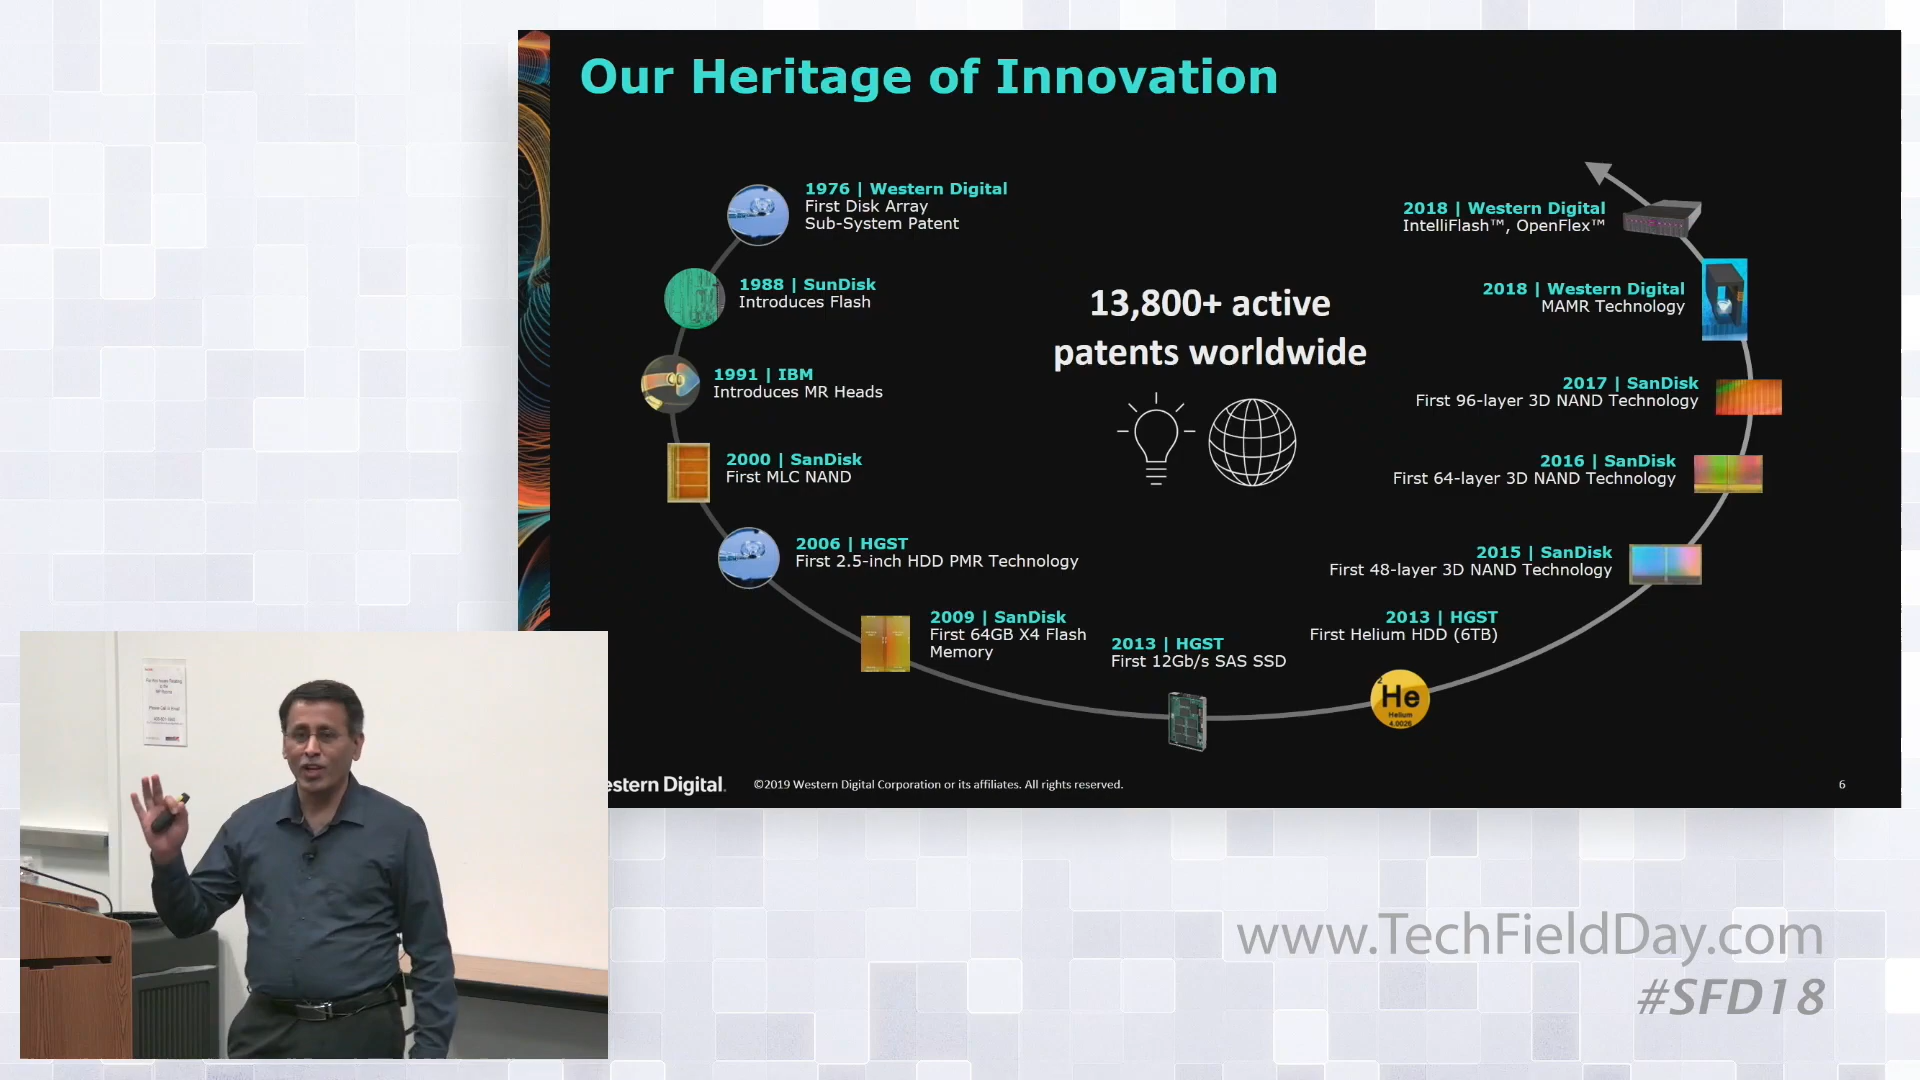 Our Heritage of Innovation
1976 | Western Digital
First Disk Array
Sub-System Patent
1988 | SunDisk
Introduces Flash
1991 | IBM
Introduces MR Heads
2000 | SanDisk
First MLC NAND
2006 | HGST
First 2.5-inch HDD PMR Technology
2009 | SanDisk
First 64GB X4 Flash
Memory
2013 | HGST
First 12Gb/s SAS SSD
2013 | HGST
First Helium HDD (6TB)
2
He
Helium
4.0026
2015 | SanDisk
First 48-layer 3D NAND Technology
2016 | SanDisk
First 64-layer 3D NAND Technology
2017 | SanDisk
First 96-layer 3D NAND Technology
2018 | Western Digital
MAMR Technology
2018 | Western Digital
IntelliFlash™, OpenFlex™
13,800+ active
patents worldwide
estern Digital.
©2019 Western Digital Corporation or its affiliates. All rights reserved.
6
www.TechFieldDay.com
#SFD18